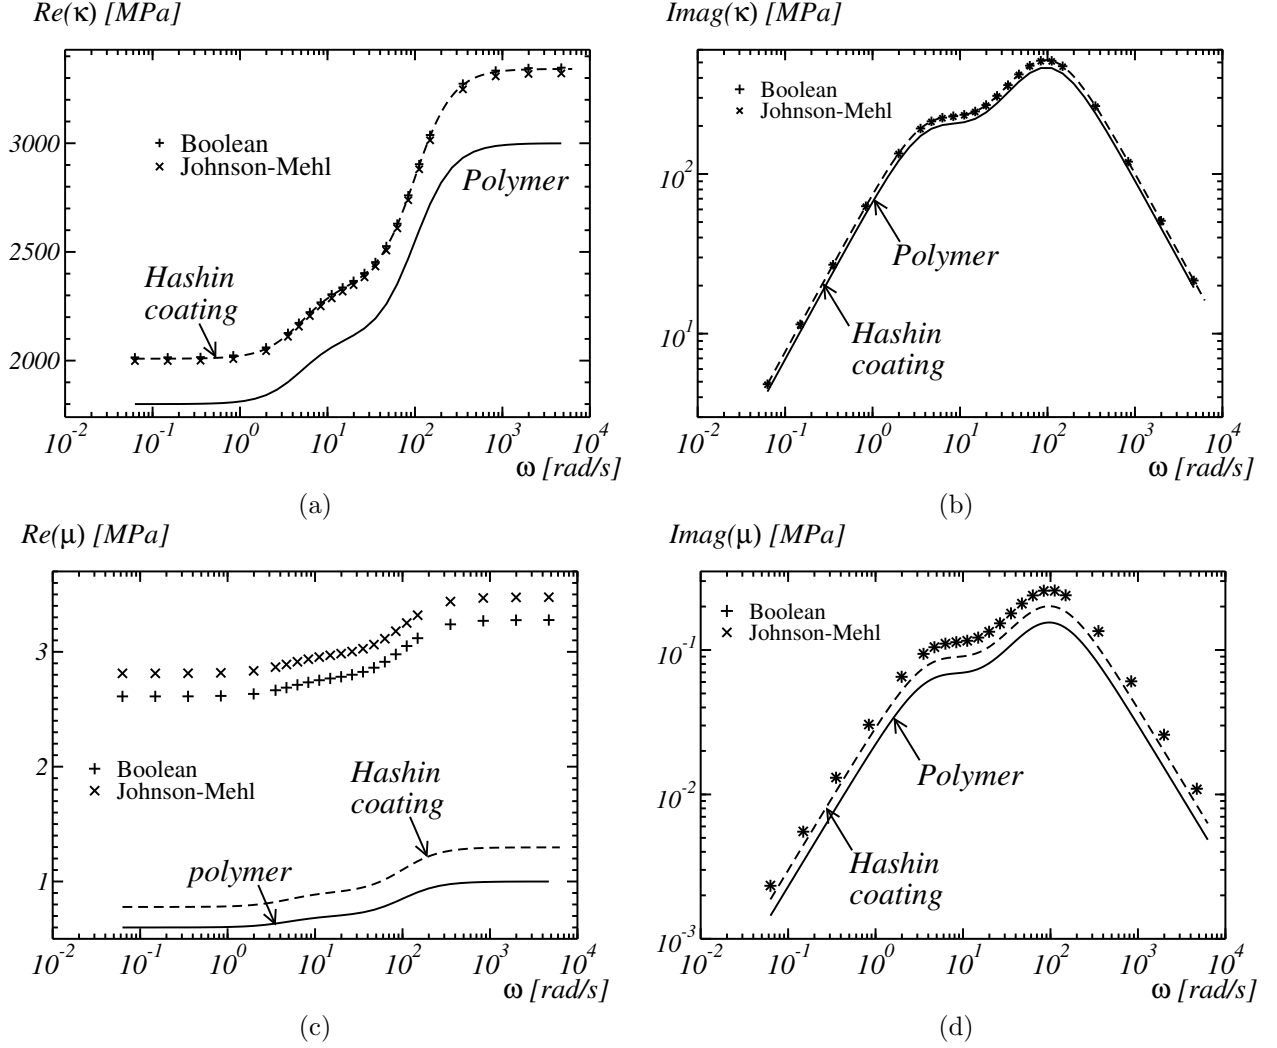 Re(κ) [MPa]
3000
2500
2000
Boolean
Johnson-Mehl
Polymer
Hashin
coating
10^-2 10^-1 10^0 10^1 10^2 10^3 10^4
ω [rad/s]
(a)
Imag(κ) [MPa]
10^2
10^1
Boolean
Johnson-Mehl
Polymer
Hashin
coating
10^-2 10^-1 10^0 10^1 10^2 10^3 10^4
ω [rad/s]
(b)
Re(μ) [MPa]
3
2
1
Boolean
Johnson-Mehl
Hashin
coating
polymer
10^-2 10^-1 10^0 10^1 10^2 10^3 10^4
ω [rad/s]
(c)
Imag(μ) [MPa]
10^-1
10^-2
10^-3
Boolean
Johnson-Mehl
Polymer
Hashin
coating
10^-2 10^-1 10^0 10^1 10^2 10^3 10^4
ω [rad/s]
(d)